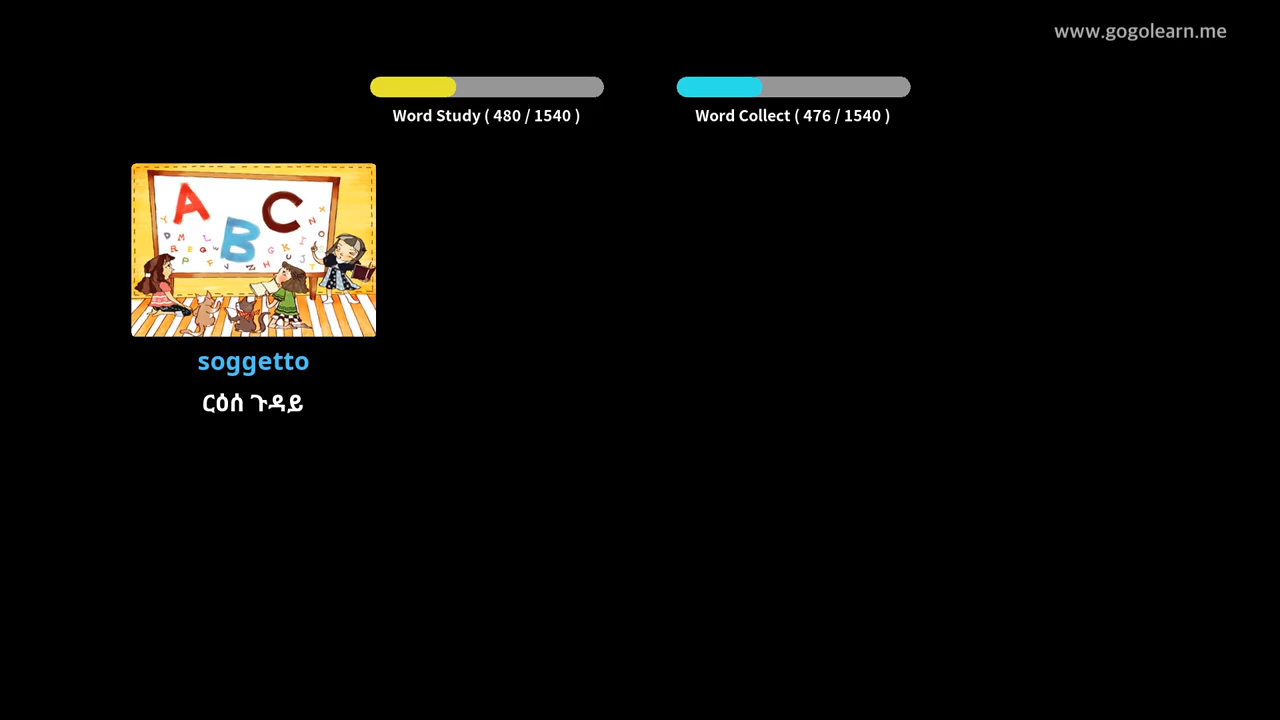 www.gogolearn.me
Word Study ( 480 / 1540 )
Word Collect ( 476 / 1540 )
A
B
C
soggetto
ርዕሰ ጉዳይ